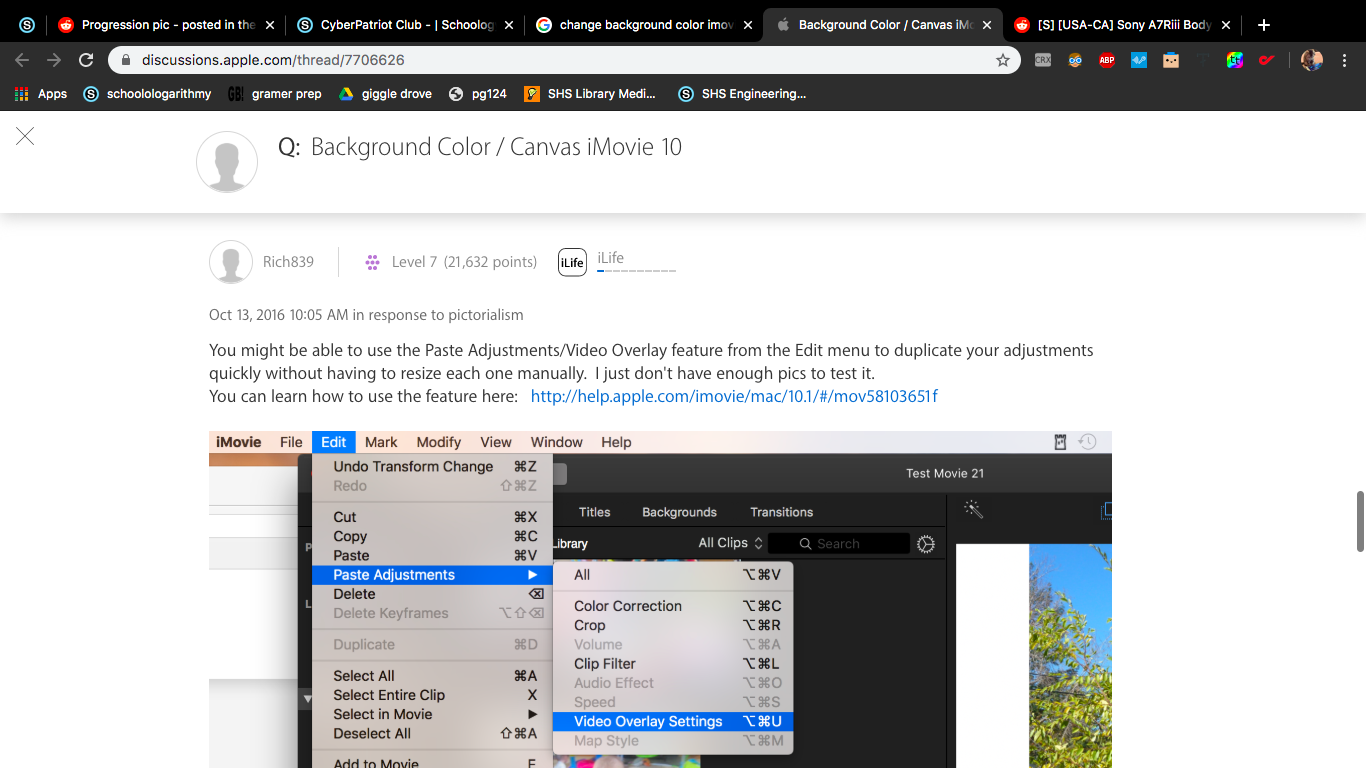 Progression pic - posted in the
CyberPatriot Club - | Schoolog
change background color imov
Background Color / Canvas iMo
[S] [USA-CA] Sony A7Riii Body
discussions.apple.com/thread/7706626
CRX
ABP
Apps
schoolologarithmy
GB!
gramer prep
giggle drove
pg124
SHS Library Medi...
SHS Engineering...
Q: Background Color / Canvas iMovie 10
Rich839
Level 7 (21,632 points)
iLife
iLife
Oct 13, 2016 10:05 AM in response to pictorialism
You might be able to use the Paste Adjustments/Video Overlay feature from the Edit menu to duplicate your adjustments
quickly without having to resize each one manually. I just don't have enough pics to test it.
You can learn how to use the feature here: http://help.apple.com/imovie/mac/10.1/#/mov58103651f
iMovie File Edit Mark Modify View Window Help
Undo Transform Change ⌘Z
Redo ⇧⌘Z
Cut ⌘X
Copy ⌘C
Paste ⌘V
Paste Adjustments ▶
Delete ⌫
Delete Keyframes ⌥⇧⌫
Duplicate ⌘D
Select All ⌘A
Select Entire Clip X
Select in Movie ▶
Deselect All ⇧⌘A
Add to Movie E
Test Movie 21
Titles Backgrounds Transitions
Library All Clips Search
All ⌥⌘V
Color Correction ⌥⌘C
Crop ⌥⌘R
Volume ⌥⌘A
Clip Filter ⌥⌘L
Audio Effect ⌥⌘O
Speed ⌥⌘S
Video Overlay Settings ⌥⌘U
Map Style ⌥⌘M